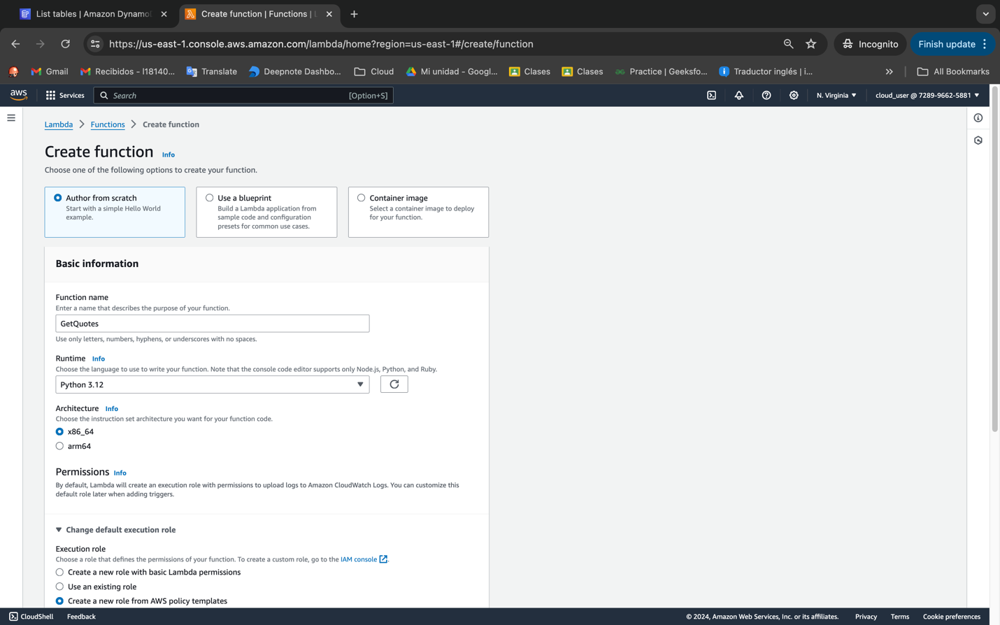 List tables | Amazon Dynamo
Create function | Functions | L
https://us-east-1.console.aws.amazon.com/lambda/home?region=us-east-1#/create/function
Incognito
Finish update
Gmail
Recibidos - l18140...
Translate
Deepnote Dashbo...
Cloud
Mi unidad - Googl...
Clases
Clases
Practice | Geeksfo...
Traductor inglés | i...
All Bookmarks
aws
Services
Search
[Option+S]
N. Virginia
cloud_user @ 7289-9662-5881
Lambda
Functions
Create function
Create function Info
Choose one of the following options to create your function.
Author from scratch
Start with a simple Hello World
example.
Use a blueprint
Build a Lambda application from
sample code and configuration
presets for common use cases.
Container image
Select a container image to deploy
for your function.
Basic information
Function name
Enter a name that describes the purpose of your function.
GetQuotes
Use only letters, numbers, hyphens, or underscores with no spaces.
Runtime Info
Choose the language to use to write your function. Note that the console code editor supports only Node.js, Python, and Ruby.
Python 3.12
Architecture Info
Choose the instruction set architecture you want for your function code.
x86_64
arm64
Permissions Info
By default, Lambda will create an execution role with permissions to upload logs to Amazon CloudWatch Logs. You can customize this
default role later when adding triggers.
Change default execution role
Execution role
Choose a role that defines the permissions of your function. To create a custom role, go to the IAM console.
Create a new role with basic Lambda permissions
Use an existing role
Create a new role from AWS policy templates
CloudShell
Feedback
© 2024, Amazon Web Services, Inc. or its affiliates.
Privacy
Terms
Cookie preferences